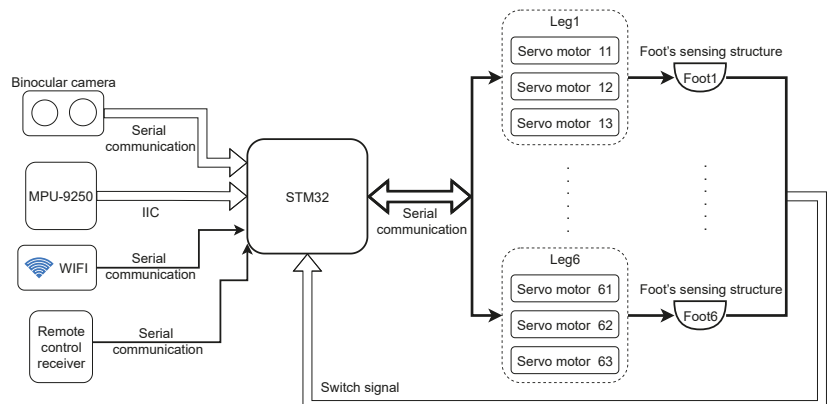 Binocular camera
Serial
communication
MPU-9250
IIC
WIFI
Serial
communication
Remote
control
receiver
Serial
communication
STM32
Serial
communication
Switch signal
Leg1
Servo motor 11
Servo motor 12
Servo motor 13
Foot's sensing structure
Foot1
Leg6
Servo motor 61
Servo motor 62
Servo motor 63
Foot's sensing structure
Foot6